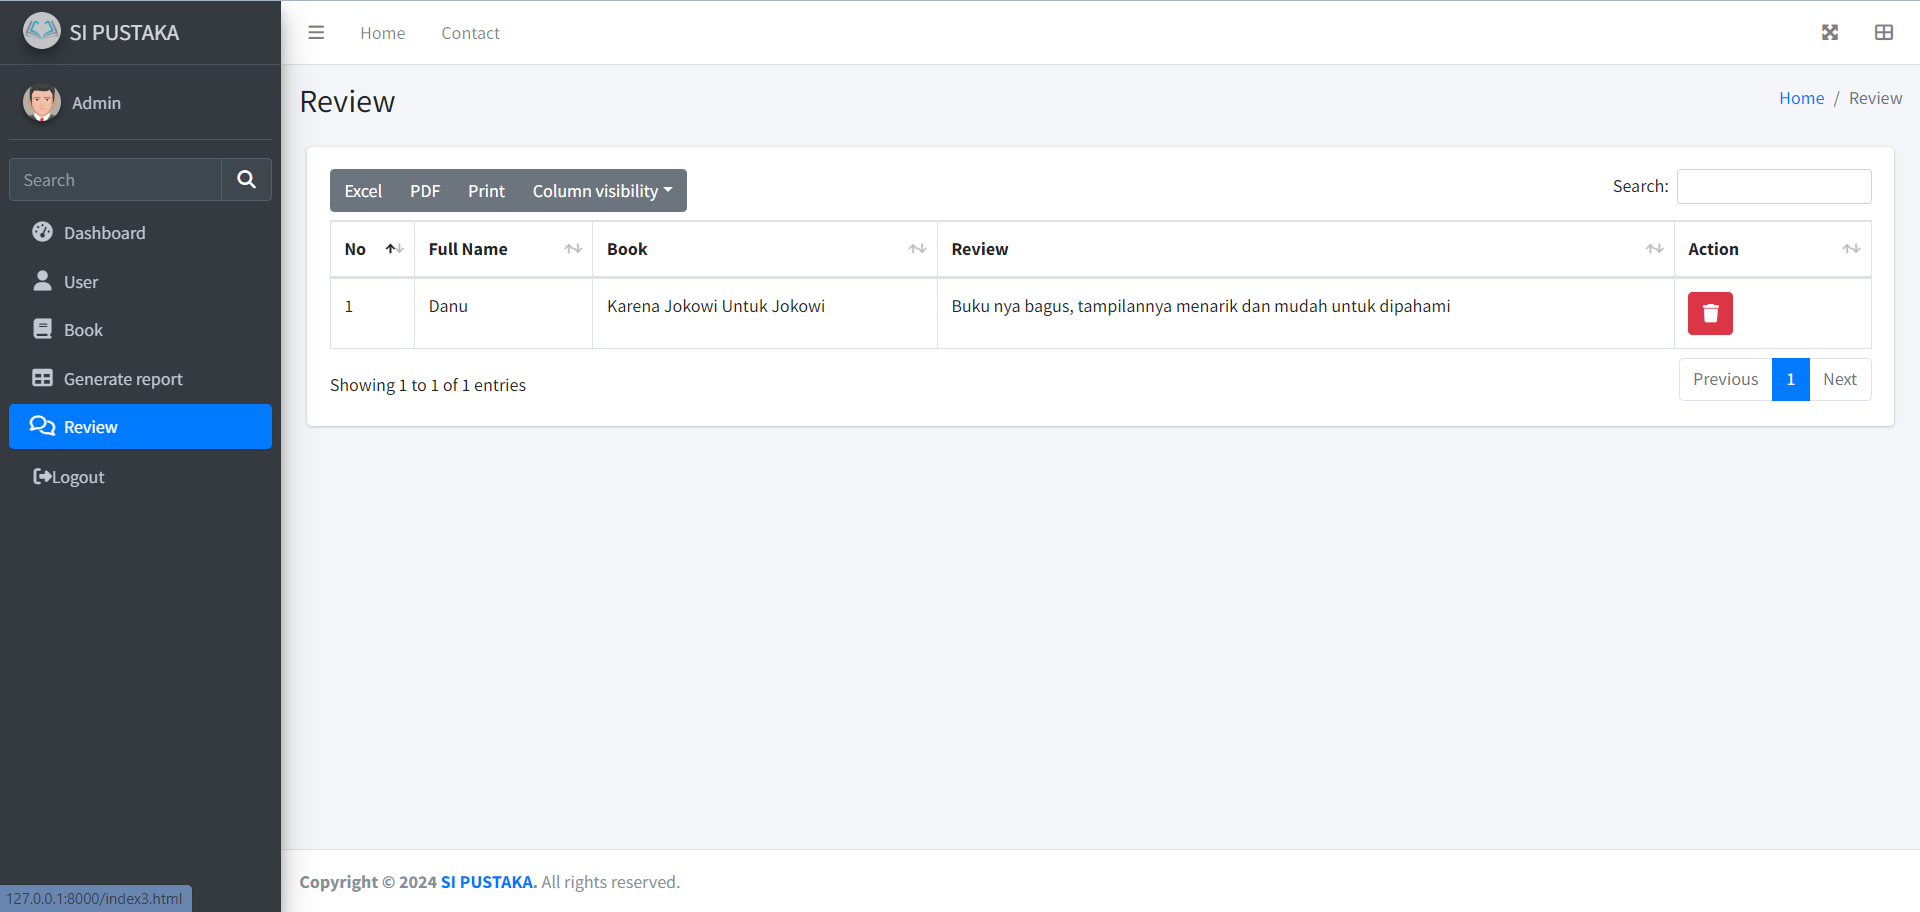 SI PUSTAKA
Home
Contact
Admin
Search
Dashboard
User
Book
Generate report
Review
Logout
Review
Home / Review
Excel PDF Print Column visibility
Search:
No Full Name Book Review Action
1 Danu Karena Jokowi Untuk Jokowi Buku nya bagus, tampilannya menarik dan mudah untuk dipahami
Showing 1 to 1 of 1 entries
Previous 1 Next
Copyright © 2024 SI PUSTAKA. All rights reserved.
127.0.0.1:8000/index3.html